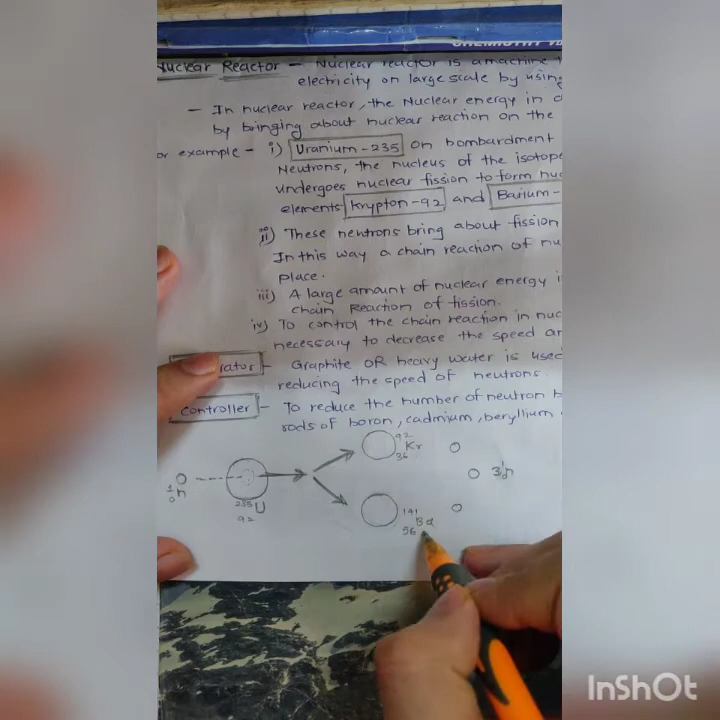 CHEMISTRY
Nuclear Reactor - Nuclear reactor is a machine
electricity on large scale by using
- In nuclear reactor, the Nuclear energy in
by bringing about nuclear reaction on the
or example - i) Uranium-235 on bombardment
Neutrons, the nucleus of the isotope
undergoes nuclear fission to form
elements Krypton-92 and Barium-
ii) These neutrons bring about fission
In this way a chain reaction of
place.
iii) A large amount of nuclear energy
chain Reaction of fission.
iv) To control the chain reaction in
necessary to decrease the speed
Graphite OR heavy water is used
reducing the speed of neutrons.
Controller - To reduce the number of neutron
rods of boron, cadmium, beryllium
92 36 Kr
1 0 n
235 92 U
3 1 0 n
141 56 Ba
InShOt